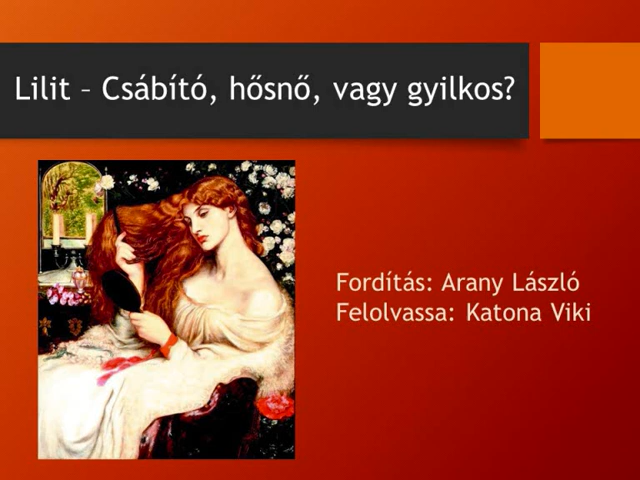 Lilit – Csábító, hősnő, vagy gyilkos?
Fordítás: Arany László
Felolvassa: Katona Viki